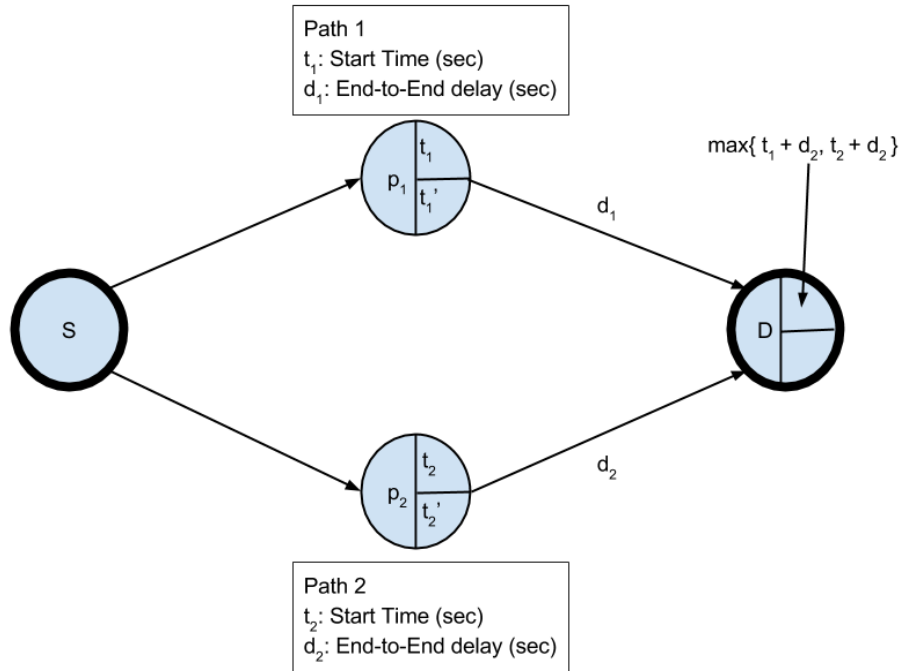 Path 1
t₁: Start Time (sec)
d₁: End-to-End delay (sec)
max{ t₁ + d₂, t₂ + d₂ }
t₁
p₁
t₁'
d₁
S
D
t₂
p₂
t₂'
d₂
Path 2
t₂: Start Time (sec)
d₂: End-to-End delay (sec)